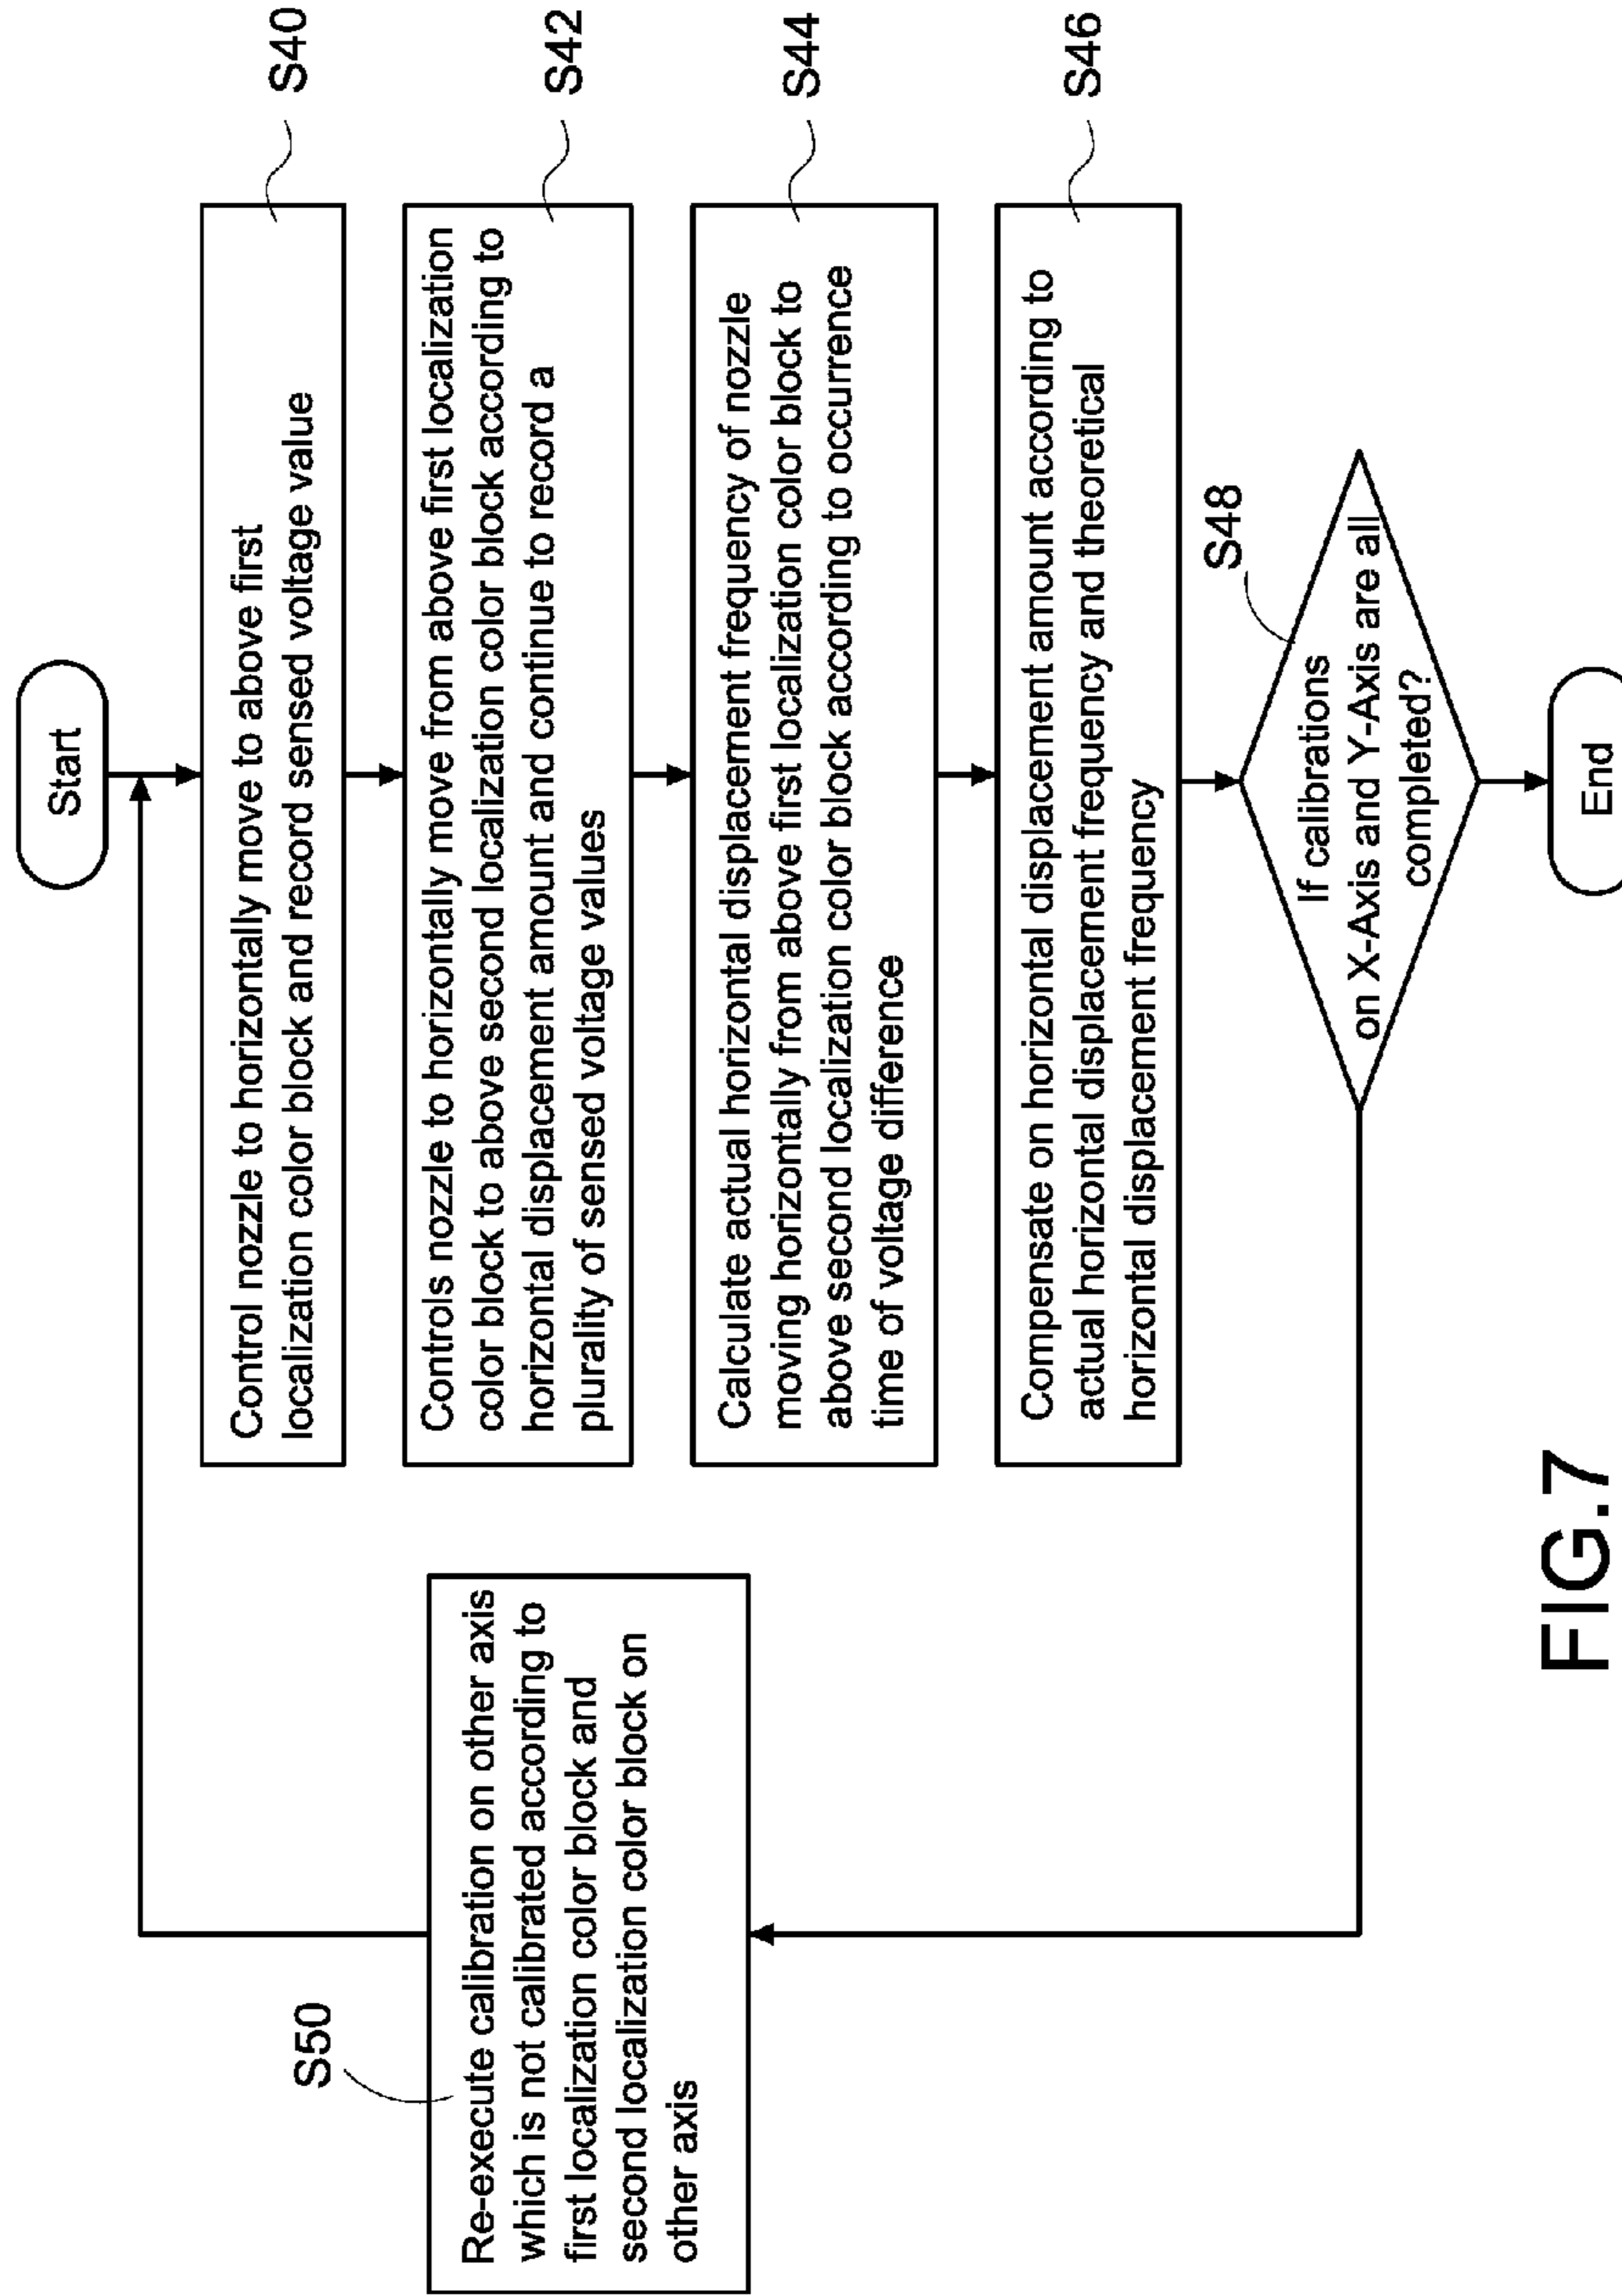 Start
Control nozzle to horizontally move to above first
localization color block and record sensed voltage value
S40
Controls nozzle to horizontally move from above first localization
color block to above second localization color block according to
horizontal displacement amount and continue to record a
plurality of sensed voltage values
S42
Calculate actual horizontal displacement frequency of nozzle
moving horizontally from above first localization color block to
above second localization color block according to occurrence
time of voltage difference
S44
Compensate on horizontal displacement amount according to
actual horizontal displacement frequency and theoretical
horizontal displacement frequency
S46
S48
If calibrations
on X-Axis and Y-Axis are all
completed?
End
S50
Re-execute calibration on other axis
which is not calibrated according to
first localization color block and
second localization color block on
other axis
FIG.7